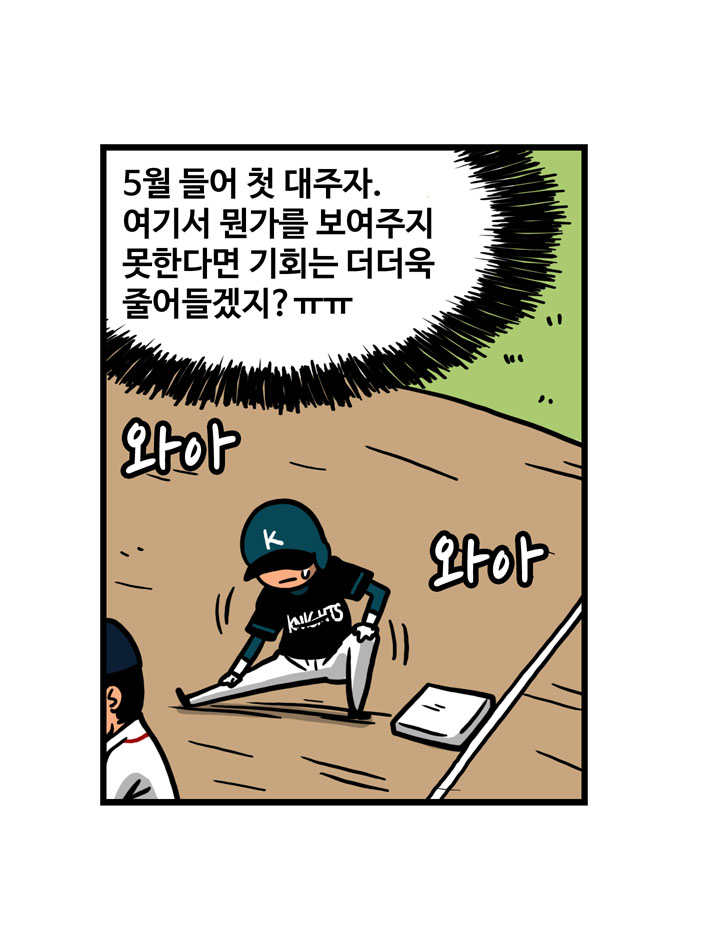 5월 들어 첫 대주자.
여기서 뭔가를 보여주지
못한다면 기회는 더더욱
줄어들겠지?ㅠㅠ
와아
와아
K
KNIGHTS